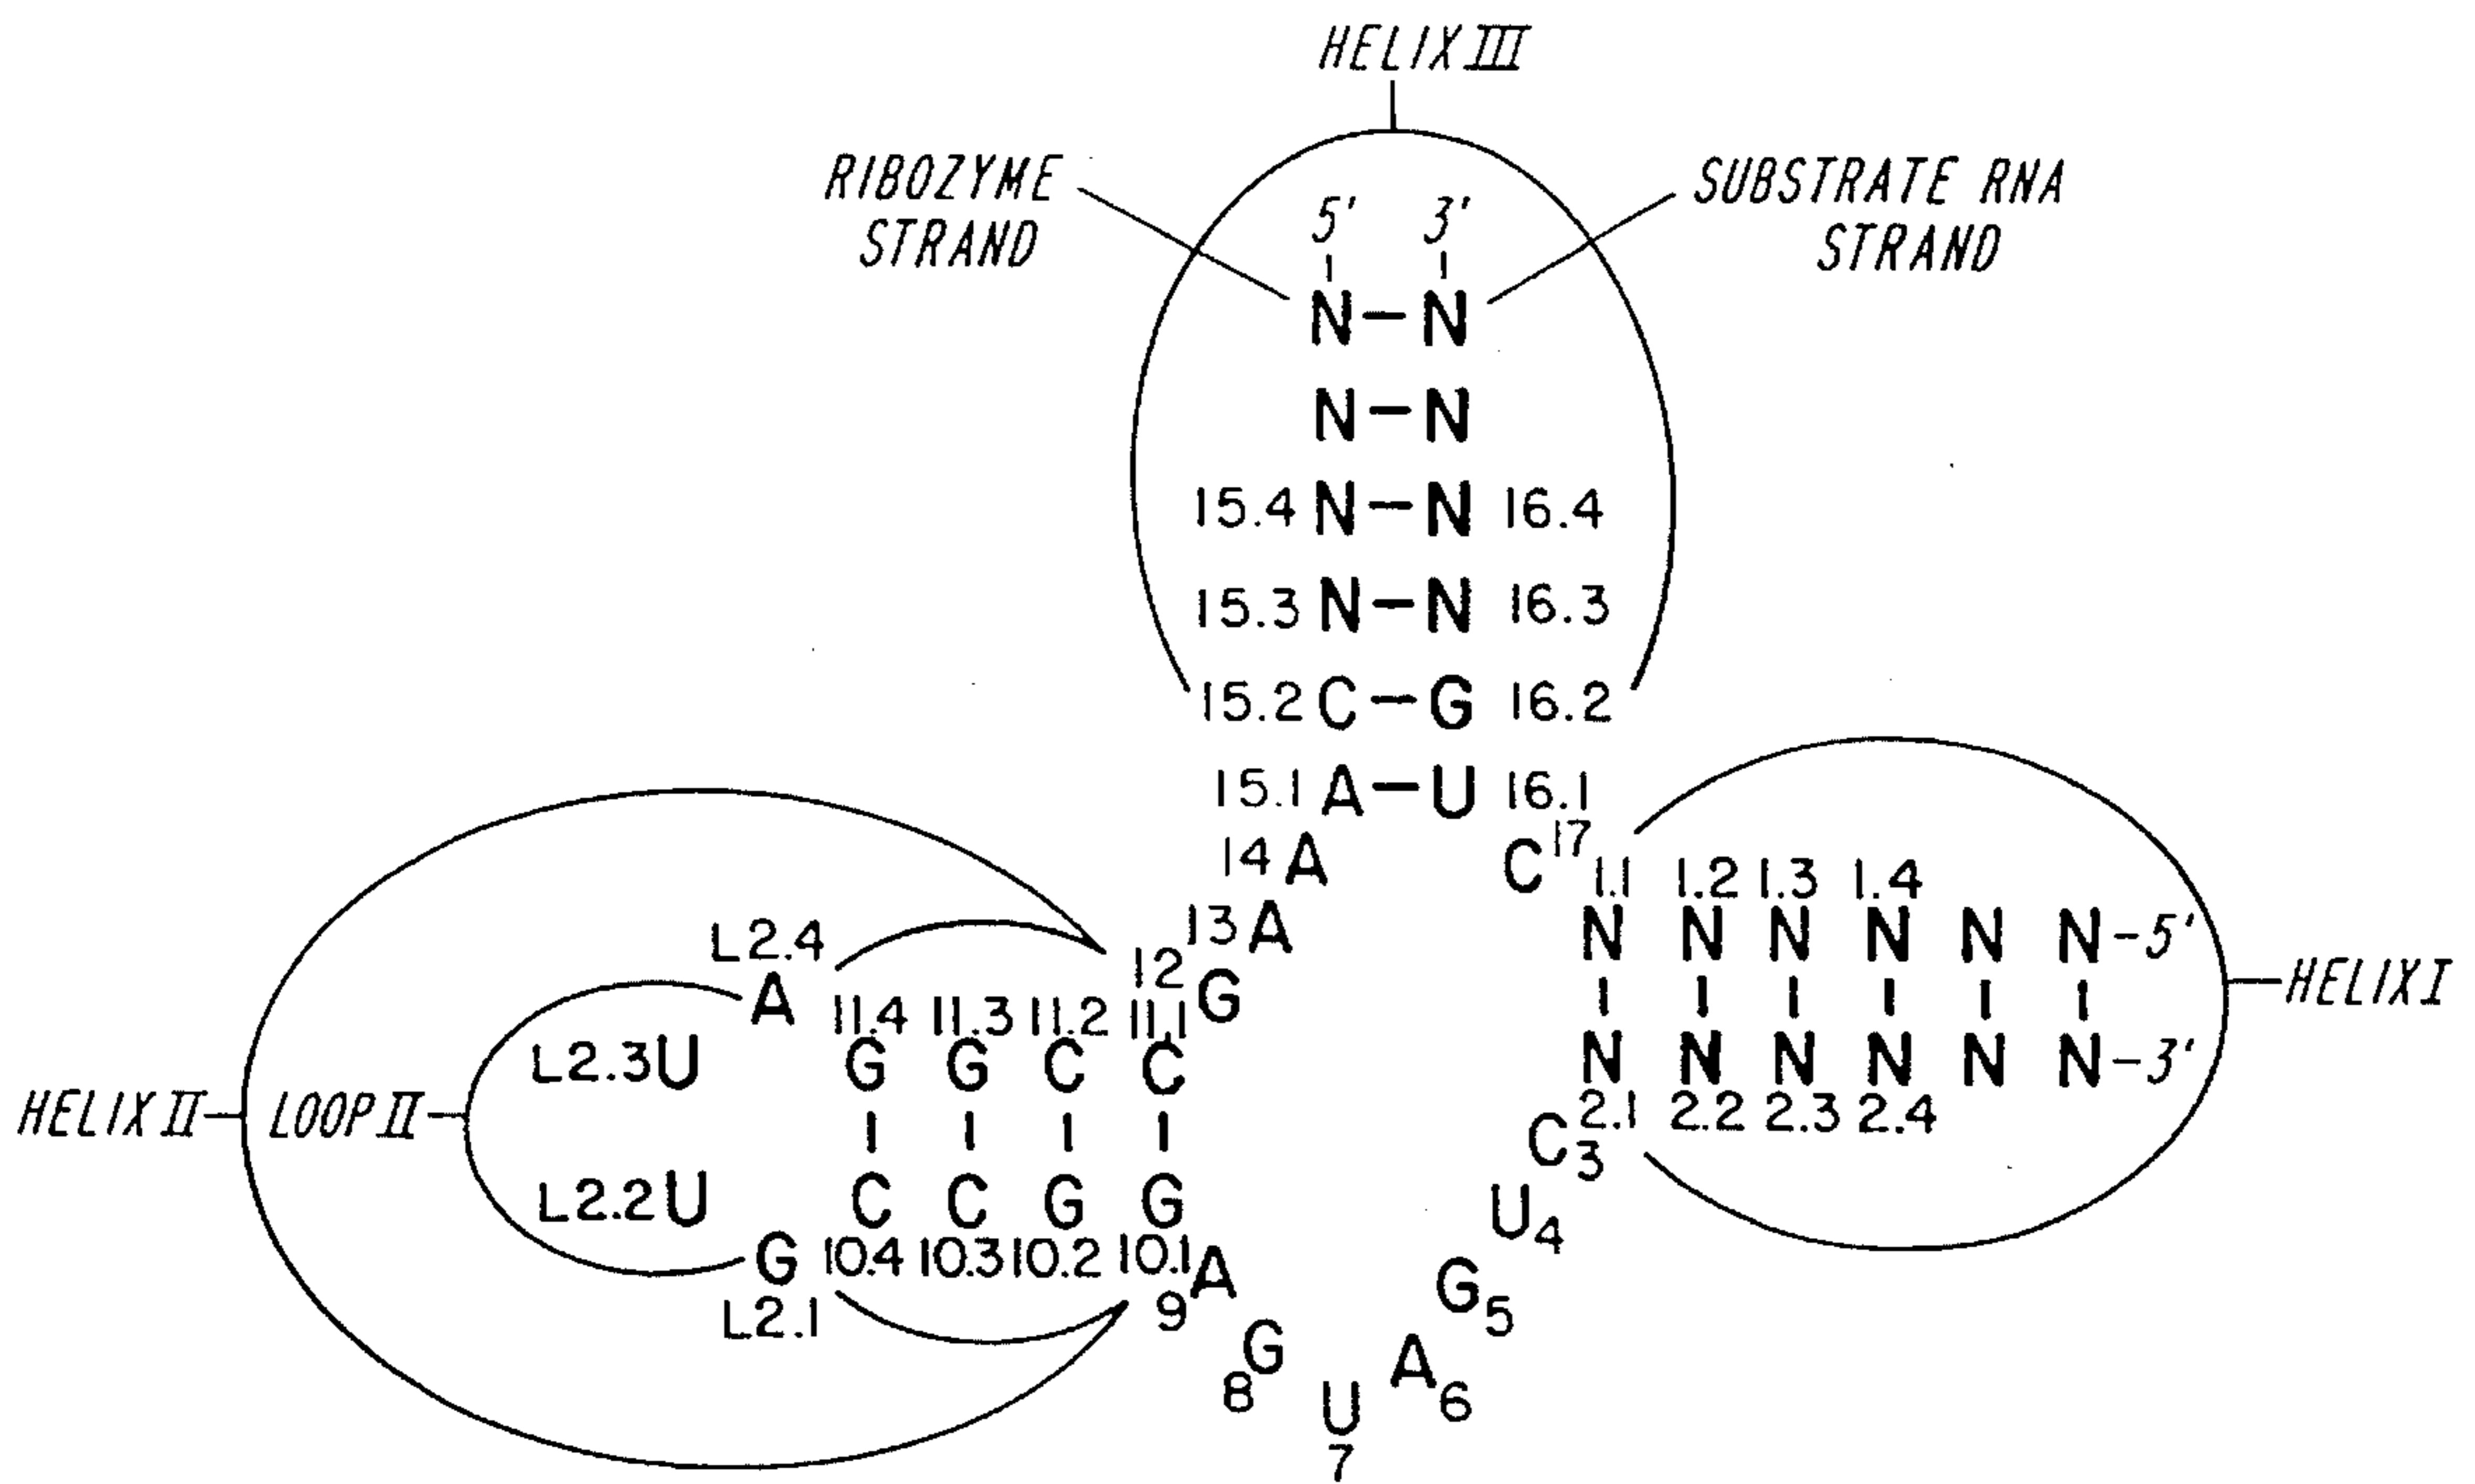 HELIX III
RIBOZYME
STRAND
SUBSTRATE RNA
STRAND
5' 3'
N-N
N-N
15.4 N-N 16.4
15.3 N-N 16.3
15.2 C-G 16.2
15.1 A-U 16.1
14 A C 17
13 A
12 G
1.1 1.2 1.3 1.4
N N N N N N-5'
HELIX I
N N N N N N-3'
2.1 2.2 2.3 2.4
L2.4
A
11.4 11.3 11.2 11.1
L2.3 U G G C C
HELIX II LOOP II
L2.2 U C C G G
G 10.4 10.3 10.2 10.1 A
L2.1 9
C 3
U 4
G 5
G 8
A 6
U
7